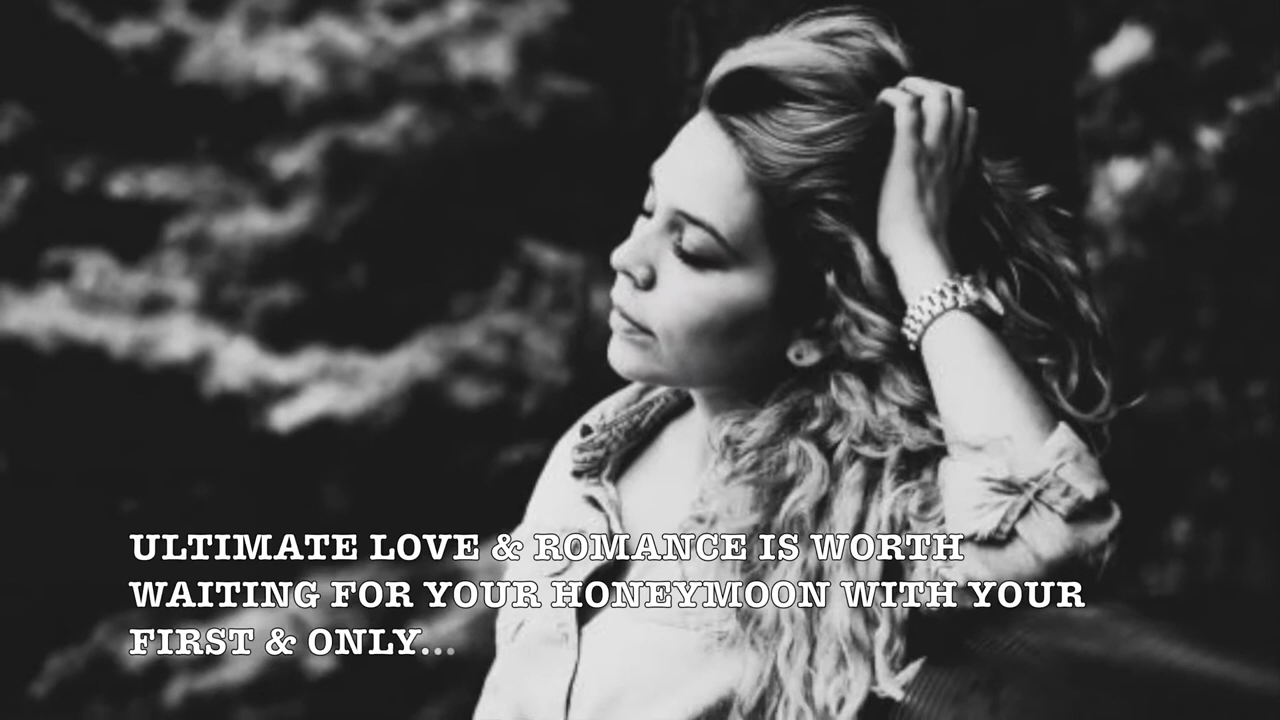 ULTIMATE LOVE & ROMANCE IS WORTH
WAITING FOR YOUR HONEYMOON WITH YOUR
FIRST & ONLY...